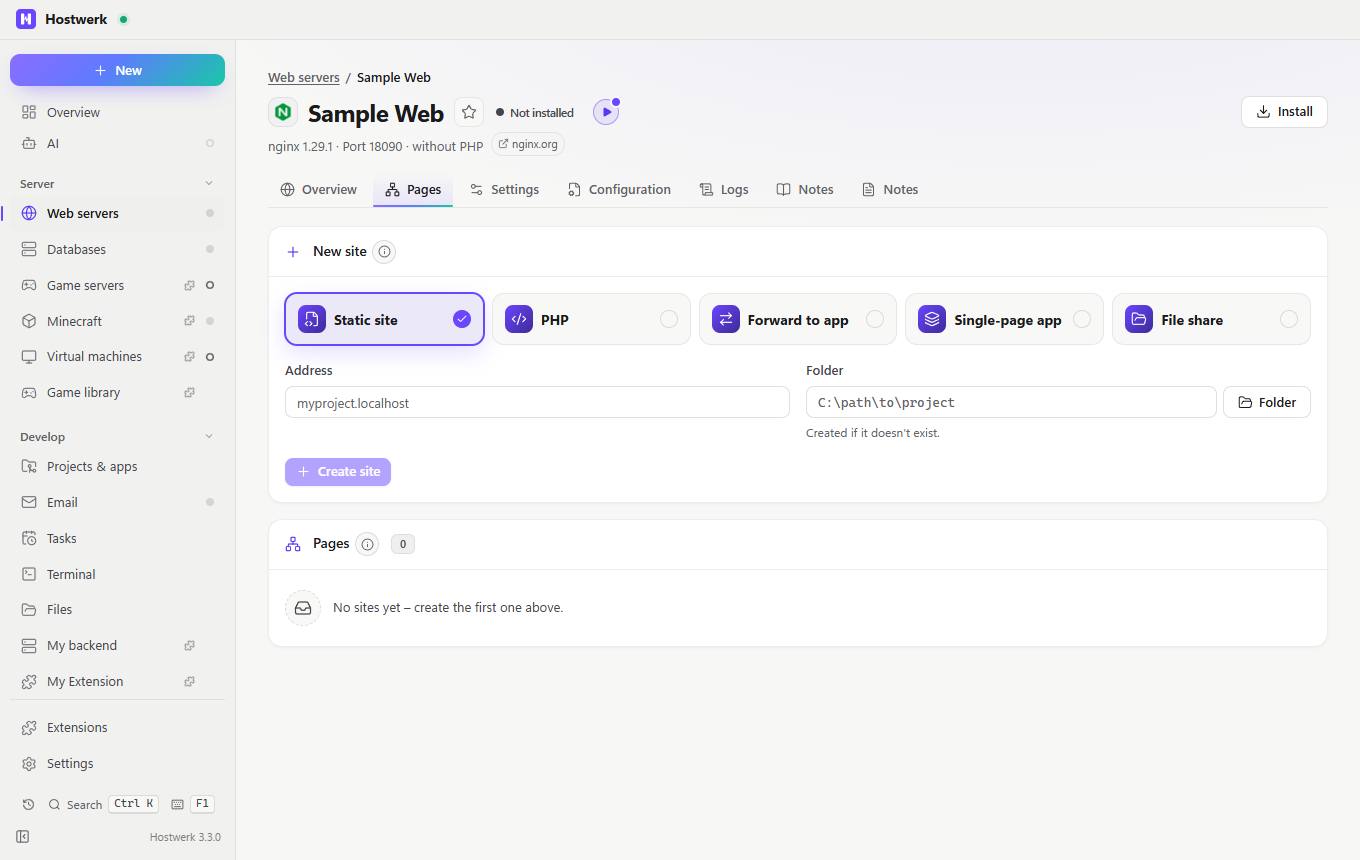 Hostwerk
New
Overview
AI
Server
Web servers
Databases
Game servers
Minecraft
Virtual machines
Game library
Develop
Projects & apps
Email
Tasks
Terminal
Files
My backend
My Extension
Extensions
Settings
Search Ctrl K F1
Hostwerk 3.3.0
Web servers / Sample Web
Sample Web Not installed
Install
nginx 1.29.1 · Port 18090 · without PHP nginx.org
Overview Pages Settings Configuration Logs Notes Notes
New site
Static site PHP Forward to app Single-page app File share
Address
myproject.localhost
Folder
C:\path\to\project Folder
Created if it doesn't exist.
Create site
Pages 0
No sites yet – create the first one above.